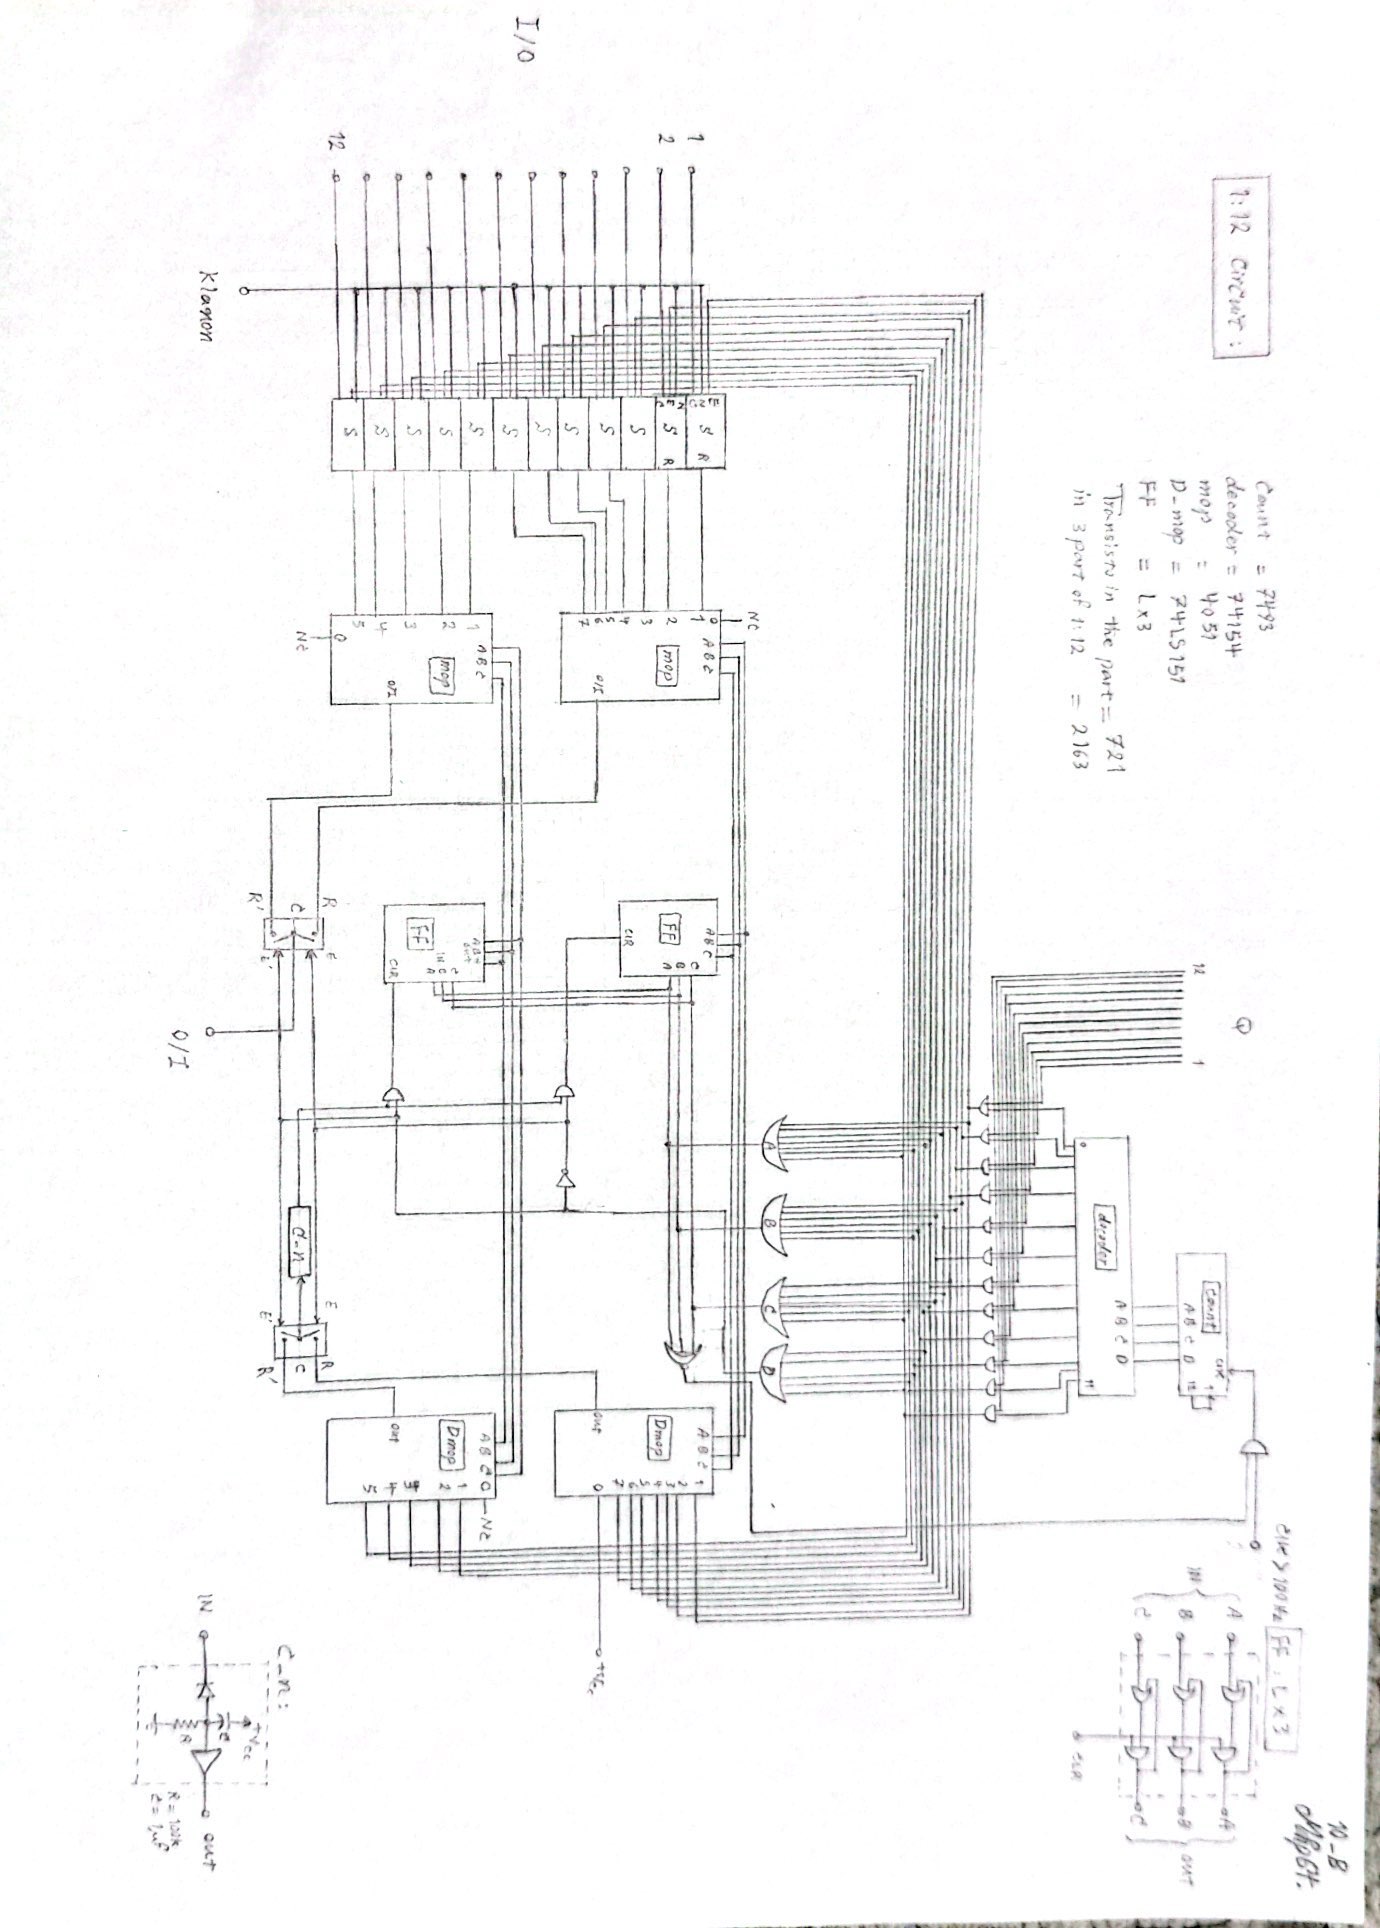 10-B
Mhp64.
1:12 Circuit:
Count = 7493
decoder = 74154
mop = 4051
D-mop = 74LS151
FF = L×3
Transisto in the part = 721
in 3 part of 1:12 = 2163
Q
12 1
clk > 100 Hz
FF: L×3
IN
A A
B B
C C
OUT
CLR
count
clk
1
12
A B C D
A B C D
decoder
0 11
A B C D
NC
0 A B C
1
2
3
4
5
6
7
mop
O/I
A B C
FF
C
B
A
CLR
A B C
Dmop
1
2
3
4
5
6
7
0
out
+Vcc
I/O
1
2
12
S R
S R
S
S
S
S
S
S
S
S
S
S
A B C
1
2
3
4
5
0
mop
O/I
NC
A B C
out
IN
FF
CLR
A B C 0
NC
Dmop
1
2
3
4
5
out
R E
C
R' E'
C-n
E R
C
E' R'
Klanon
O/I
C-n:
+Vcc
C
IN out
R
R = 100k
C = 1µf